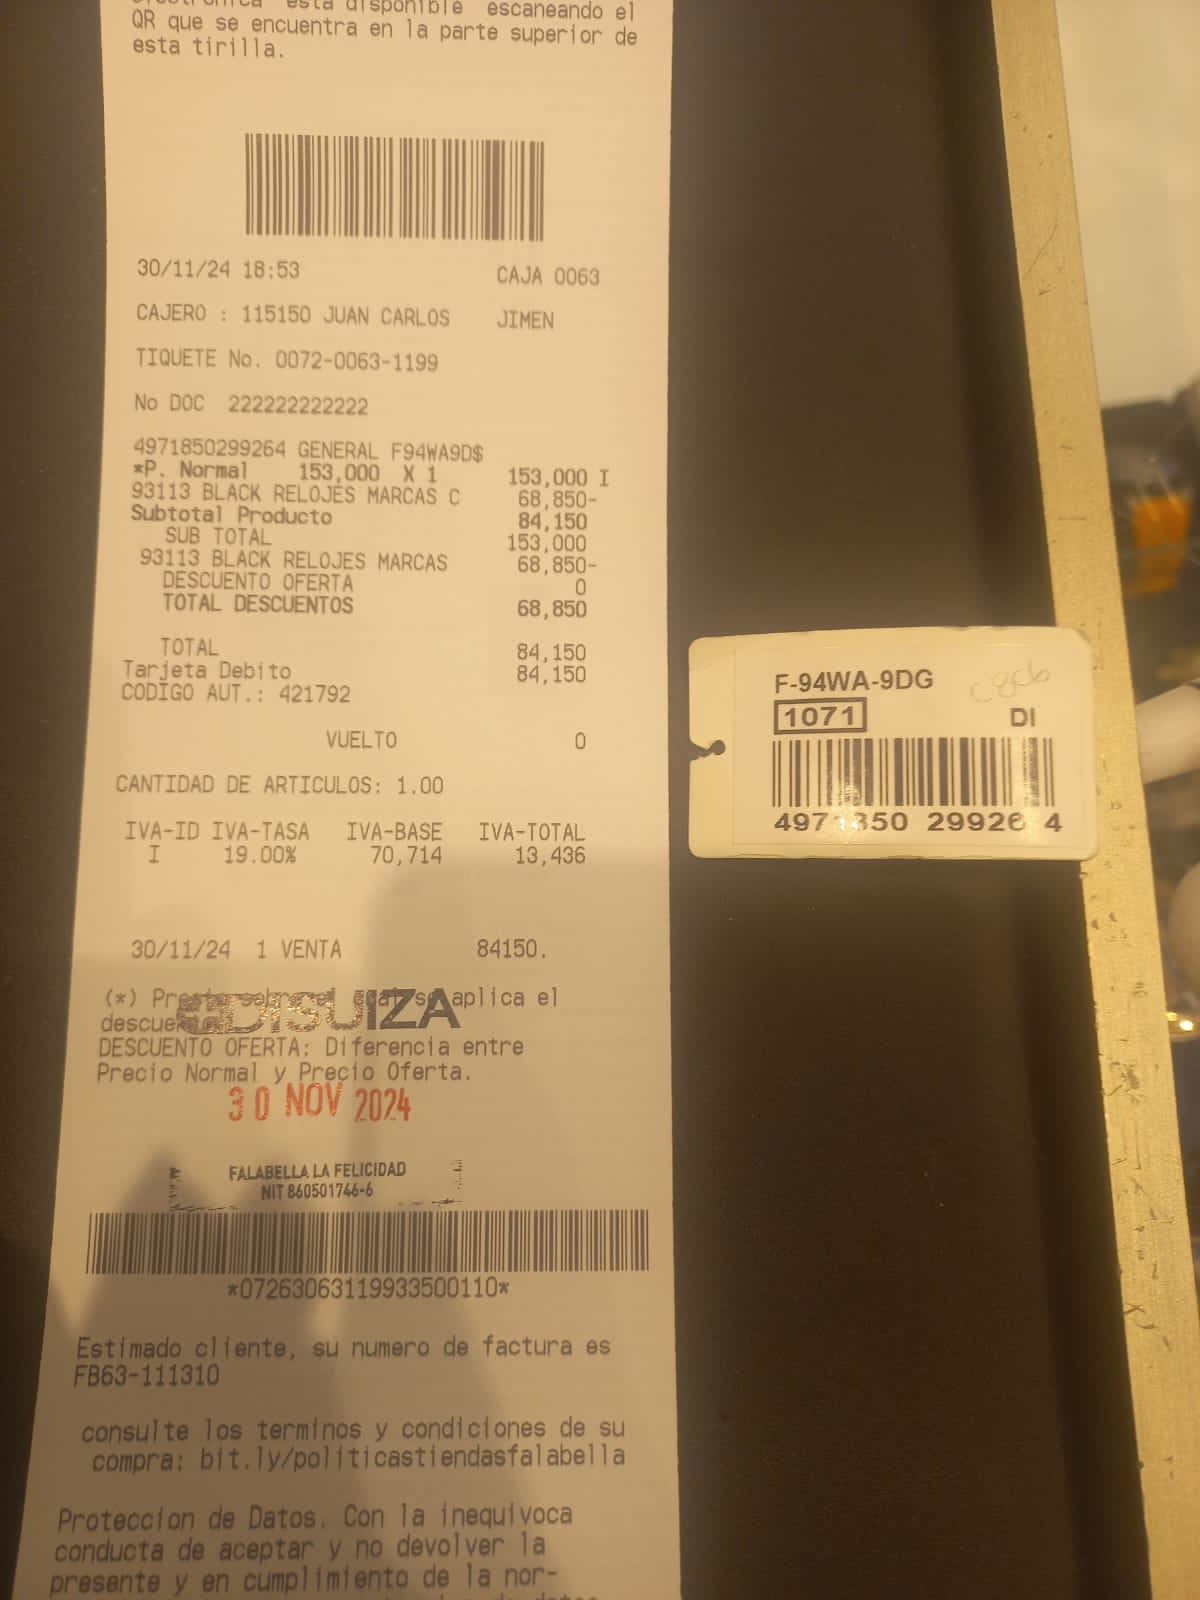 está disponible escaneando el
QR que se encuentra en la parte superior de
esta tirilla.
30/11/24 18:53 CAJA 0063
CAJERO : 115150 JUAN CARLOS JIMEN
TIQUETE No. 0072-0063-1199
No DOC 222222222222
4971850299264 GENERAL F94WA9D$
*P. Normal 153,000 X 1 153,000 I
93113 BLACK RELOJES MARCAS C 68,850-
Subtotal Producto 84,150
SUB TOTAL 153,000
93113 BLACK RELOJES MARCAS 68,850-
DESCUENTO OFERTA 0
TOTAL DESCUENTOS 68,850
TOTAL 84,150
Tarjeta Debito 84,150
CODIGO AUT.: 421792
VUELTO 0
CANTIDAD DE ARTICULOS: 1.00
IVA-ID IVA-TASA IVA-BASE IVA-TOTAL
I 19.00% 70,714 13,436
30/11/24 1 VENTA 84150.
(*) aplica el
DISUIZA
DESCUENTO OFERTA: Diferencia entre
Precio Normal y Precio Oferta.
30 NOV 2024
FALABELLA LA FELICIDAD
NIT 860501746-6
*07263063119933500110*
Estimado cliente, su numero de factura es
FB63-111310
consulte los terminos y condiciones de su
compra: bit.ly/politicastiendasfalabella
Proteccion de Datos. Con la inequivoca
conducta de aceptar y no devolver la
presente y en cumplimiento de la nor-
F-94WA-9DG
1071 DI
4971850 299264